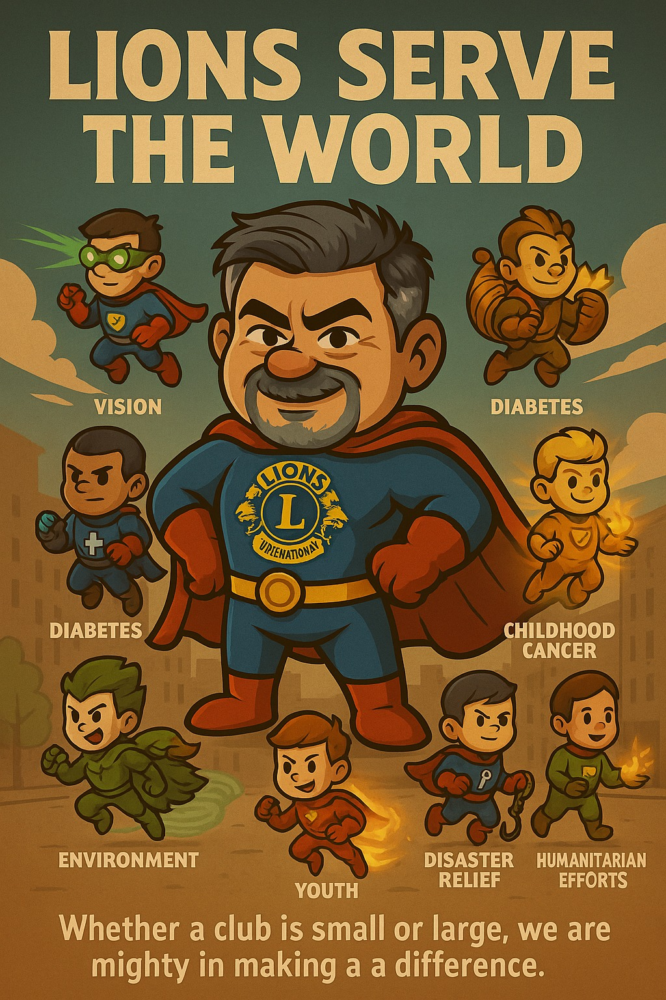 LIONS SERVE
THE WORLD
VISION
DIABETES
LIONS
L
DIABETES
CHILDHOOD
CANCER
ENVIRONMENT
YOUTH
DISASTER
RELIEF
HUMANITARIAN
EFFORTS
Whether a club is small or large, we are
mighty in making a a difference.